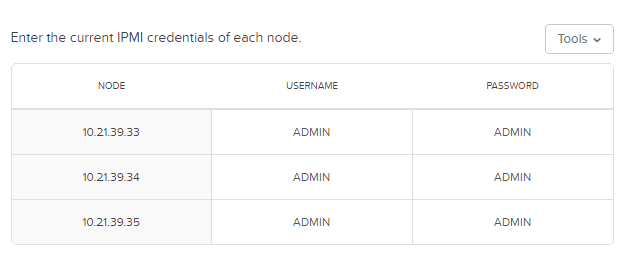 Enter the current IPMI credentials of each node.
Tools
NODE USERNAME PASSWORD
10.21.39.33 ADMIN ADMIN
10.21.39.34 ADMIN ADMIN
10.21.39.35 ADMIN ADMIN